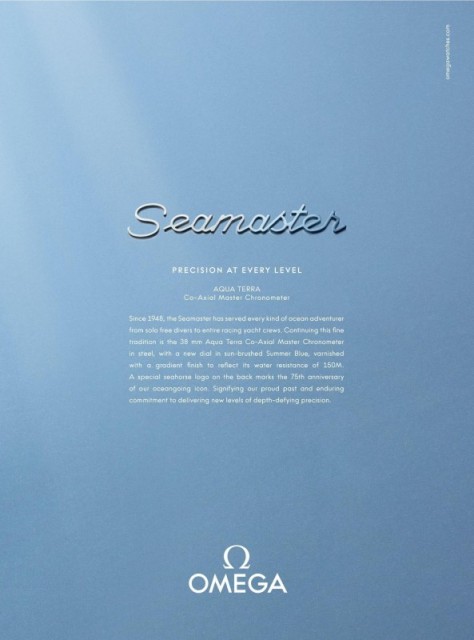 omegawatches.com
Seamaster
PRECISION AT EVERY LEVEL
AQUA TERRA
Co-Axial Master Chronometer
Since 1948, the Seamaster has served every kind of ocean adventurer
from solo free divers to entire racing yacht crews. Continuing this fine
tradition is the 38 mm Aqua Terra Co-Axial Master Chronometer
in steel, with a new dial in sun-brushed Summer Blue, varnished
with a gradient finish to reflect its water resistance of 150M.
A special seahorse logo on the back marks the 75th anniversary
of our oceangoing icon. Signifying our proud past and enduring
commitment to delivering new levels of depth-defying precision.
Ω
OMEGA